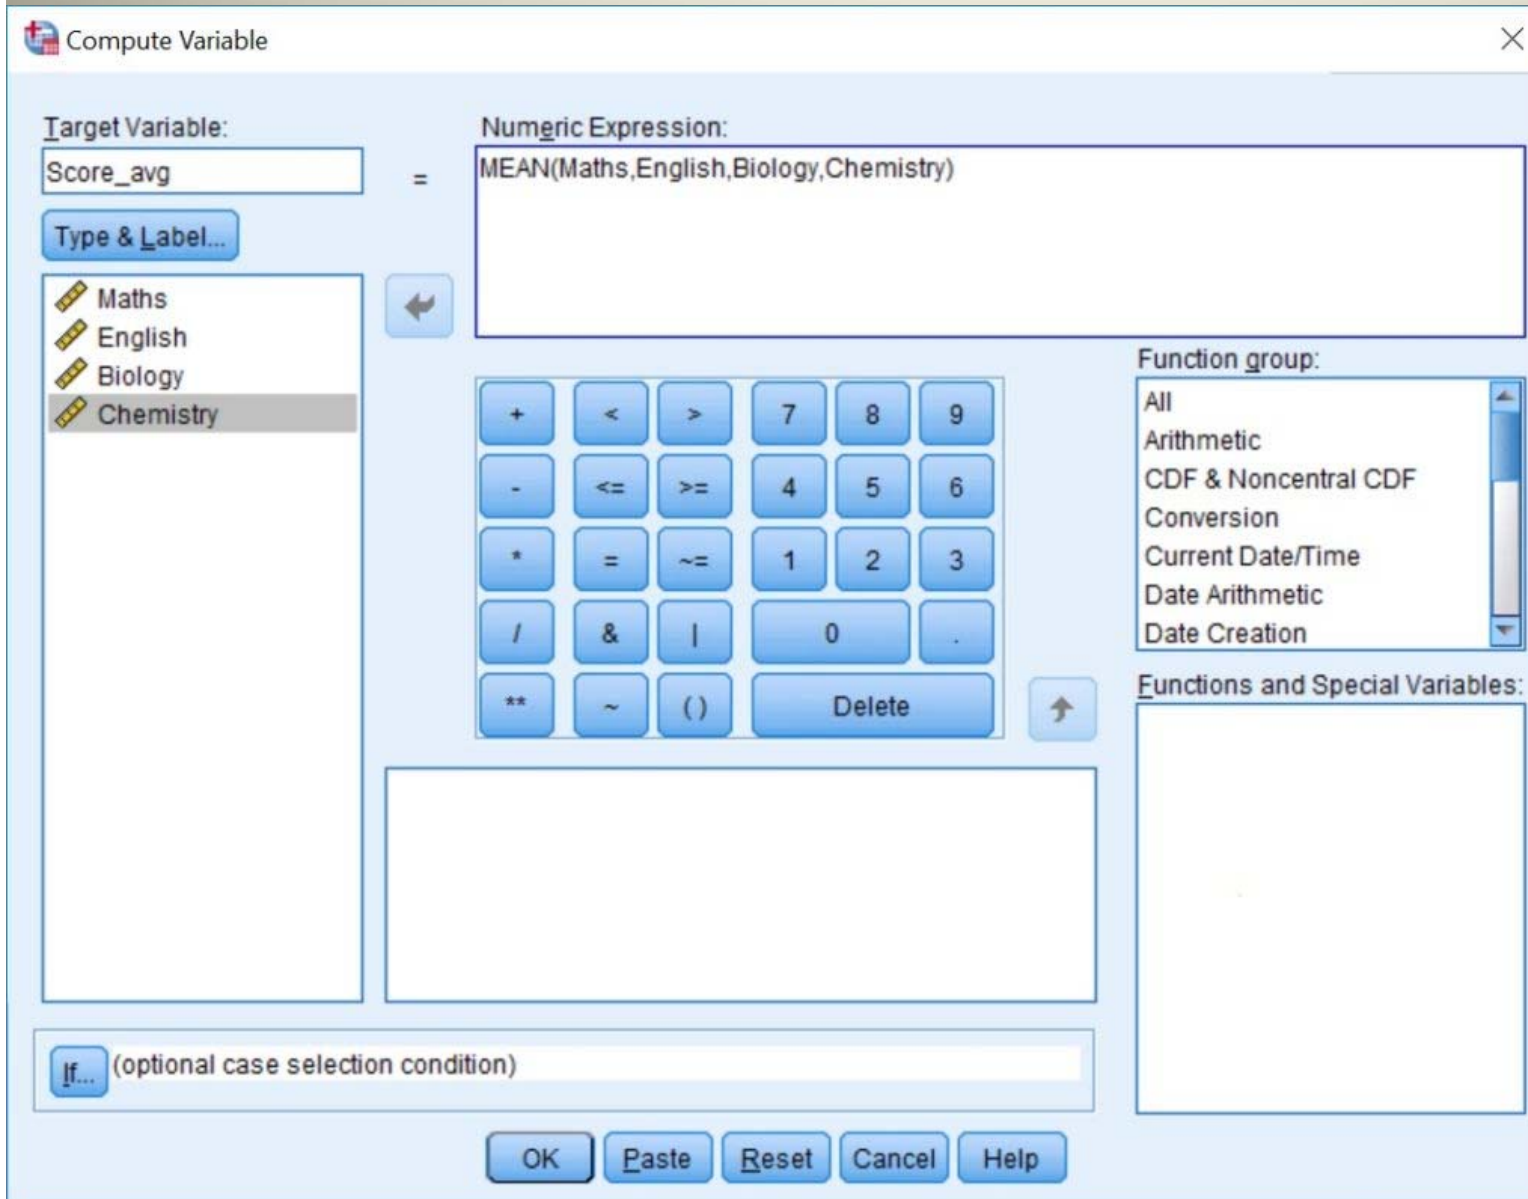 Compute Variable
Target Variable:
Score_avg
=
Type & Label...
Numeric Expression:
MEAN(Maths,English,Biology,Chemistry)
Maths
English
Biology
Chemistry
+ < > 7 8 9
- <= >= 4 5 6
* = ~= 1 2 3
/ & | 0 .
** ~ ( ) Delete
Function group:
All
Arithmetic
CDF & Noncentral CDF
Conversion
Current Date/Time
Date Arithmetic
Date Creation
Functions and Special Variables:
If... (optional case selection condition)
OK Paste Reset Cancel Help